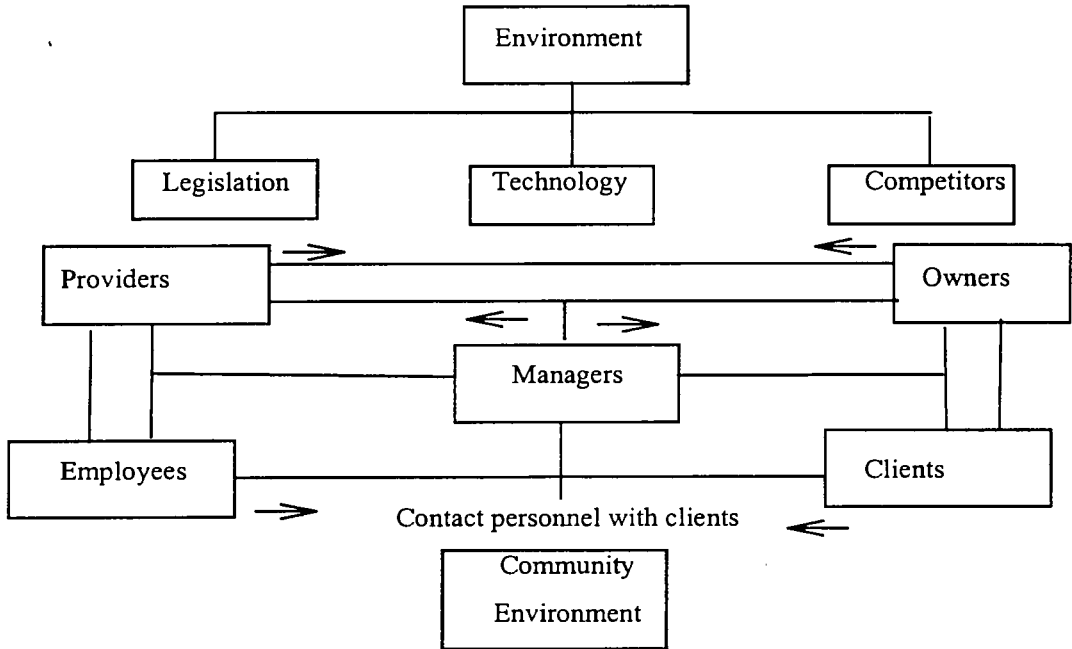 Environment
Legislation
Technology
Competitors
Providers
Owners
Managers
Employees
Clients
Contact personnel with clients
Community
Environment